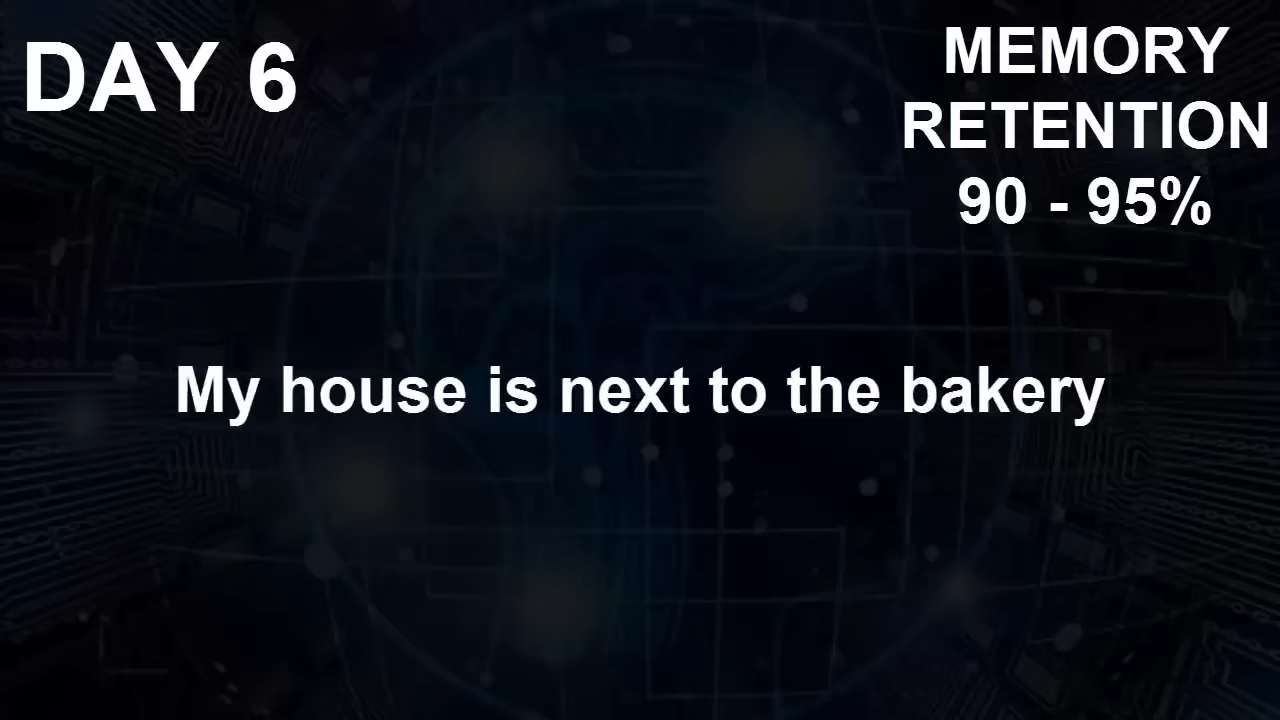 DAY 6
MEMORY
RETENTION
90 - 95%
My house is next to the bakery